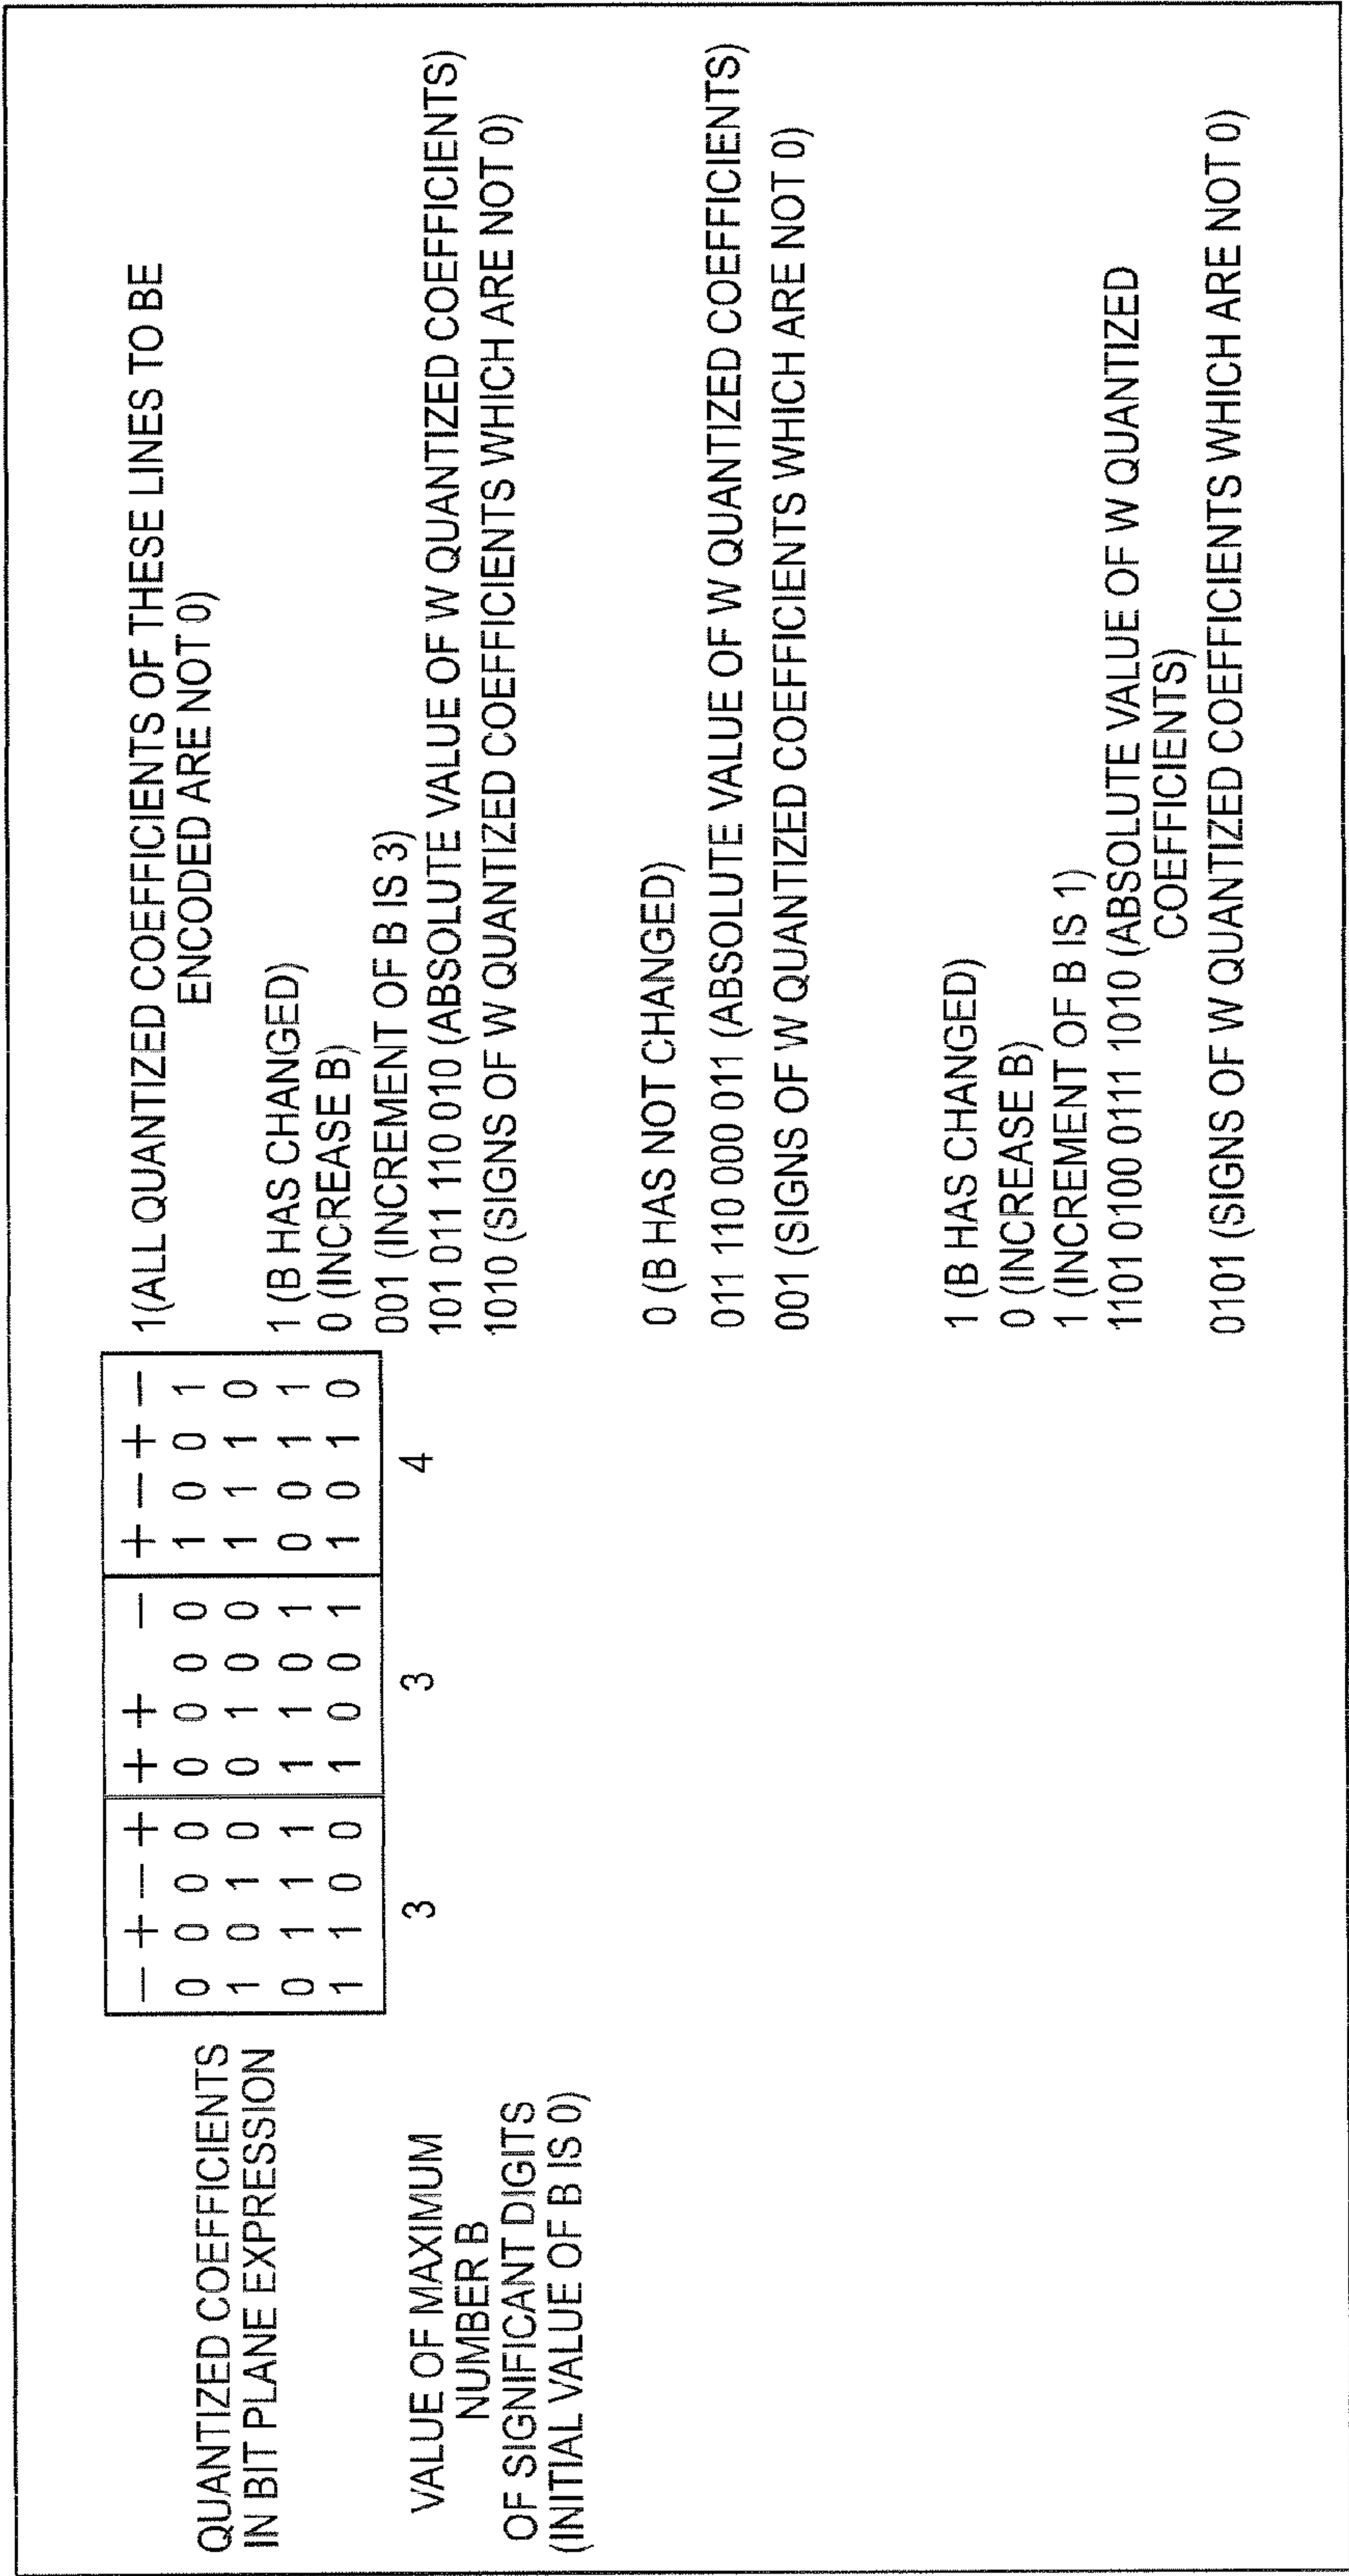 QUANTIZED COEFFICIENTS
IN BIT PLANE EXPRESSION
− + − + + +   − + − + −
0 0 0 0 0 0 0 0 1 0 0 1
1 0 1 0 0 1 0 0 1 1 1 0
0 1 1 1 1 1 0 1 0 0 1 1
1 1 0 0 1 0 0 1 1 0 1 0
VALUE OF MAXIMUM
NUMBER B
OF SIGNIFICANT DIGITS
(INITIAL VALUE OF B IS 0)
3 3 4
1(ALL QUANTIZED COEFFICIENTS OF THESE LINES TO BE
ENCODED ARE NOT 0)
1 (B HAS CHANGED)
0 (INCREASE B)
001 (INCREMENT OF B IS 3)
101 011 110 010 (ABSOLUTE VALUE OF W QUANTIZED COEFFICIENTS)
1010 (SIGNS OF W QUANTIZED COEFFICIENTS WHICH ARE NOT 0)
0 (B HAS NOT CHANGED)
011 110 000 011 (ABSOLUTE VALUE OF W QUANTIZED COEFFICIENTS)
001 (SIGNS OF W QUANTIZED COEFFICIENTS WHICH ARE NOT 0)
1 (B HAS CHANGED)
0 (INCREASE B)
1 (INCREMENT OF B IS 1)
1101 0100 0111 1010 (ABSOLUTE VALUE OF W QUANTIZED
COEFFICIENTS)
0101 (SIGNS OF W QUANTIZED COEFFICIENTS WHICH ARE NOT 0)